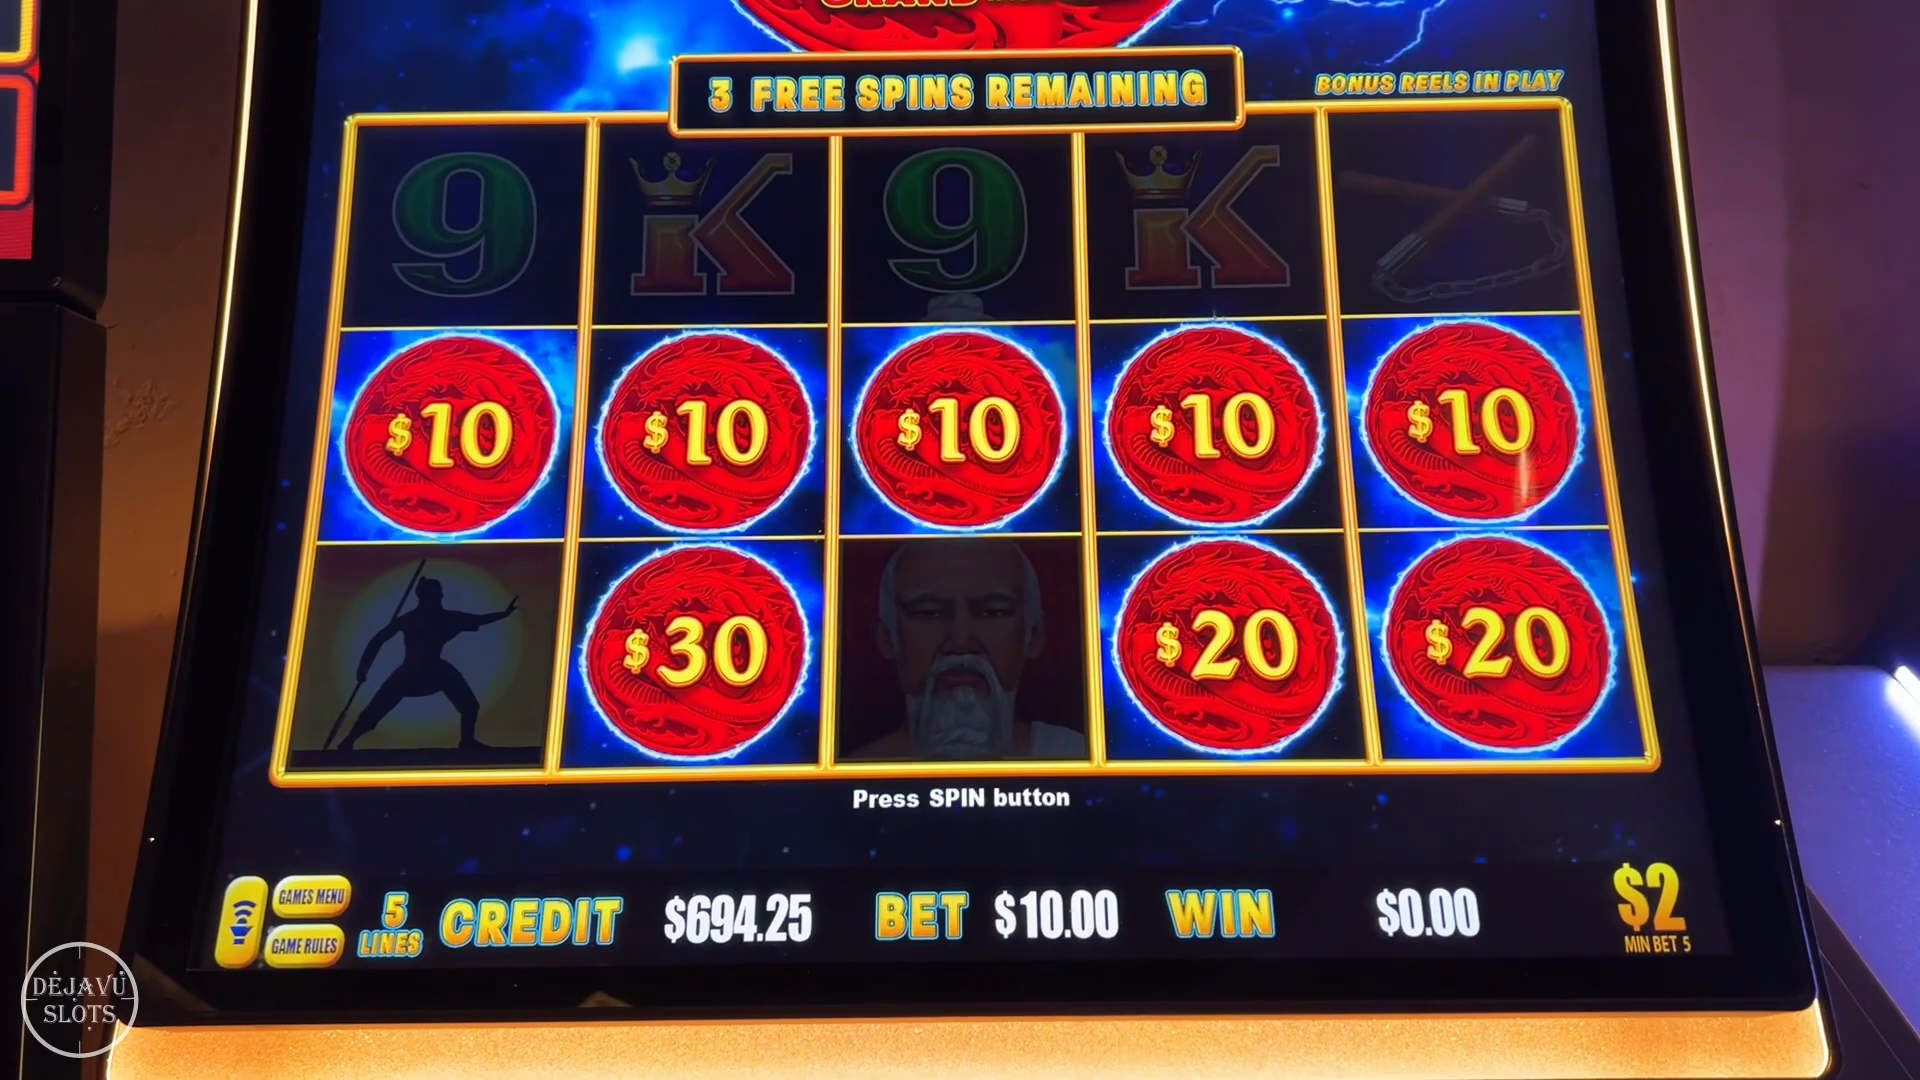 GRAND
3 FREE SPINS REMAINING
BONUS REELS IN PLAY
9 K 9 K
$10 $10 $10 $10 $10
$30 $20 $20
Press SPIN button
GAMES MENU
GAME RULES
5 LINES
CREDIT $694.25 BET $10.00 WIN $0.00
$2
MIN BET 5
DÉJAVÚ
SLOTS